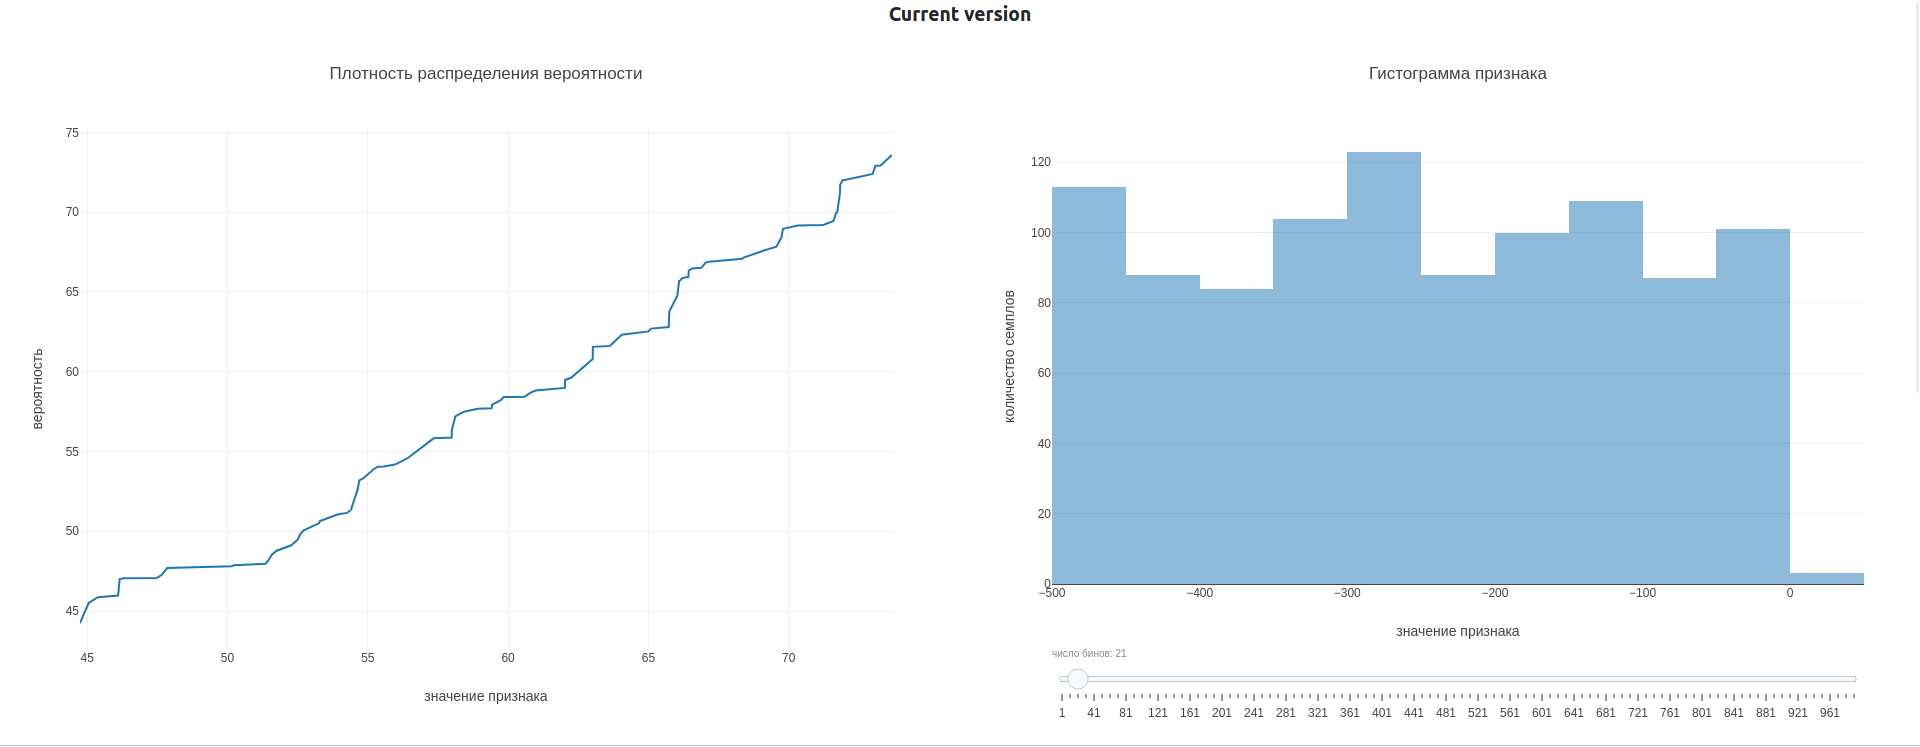 Current version
Плотность распределения вероятности
75
70
65
60
55
50
45
вероятность
45 50 55 60 65 70
значение признака
Гистограмма признака
120
100
80
60
40
20
0
количество семплов
−500 −400 −300 −200 −100 0
значение признака
число бинов: 21
1 41 81 121 161 201 241 281 321 361 401 441 481 521 561 601 641 681 721 761 801 841 881 921 961